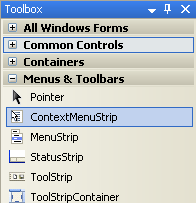 Toolbox
All Windows Forms
Common Controls
Containers
Menus & Toolbars
Pointer
ContextMenuStrip
MenuStrip
StatusStrip
ToolStrip
ToolStripContainer